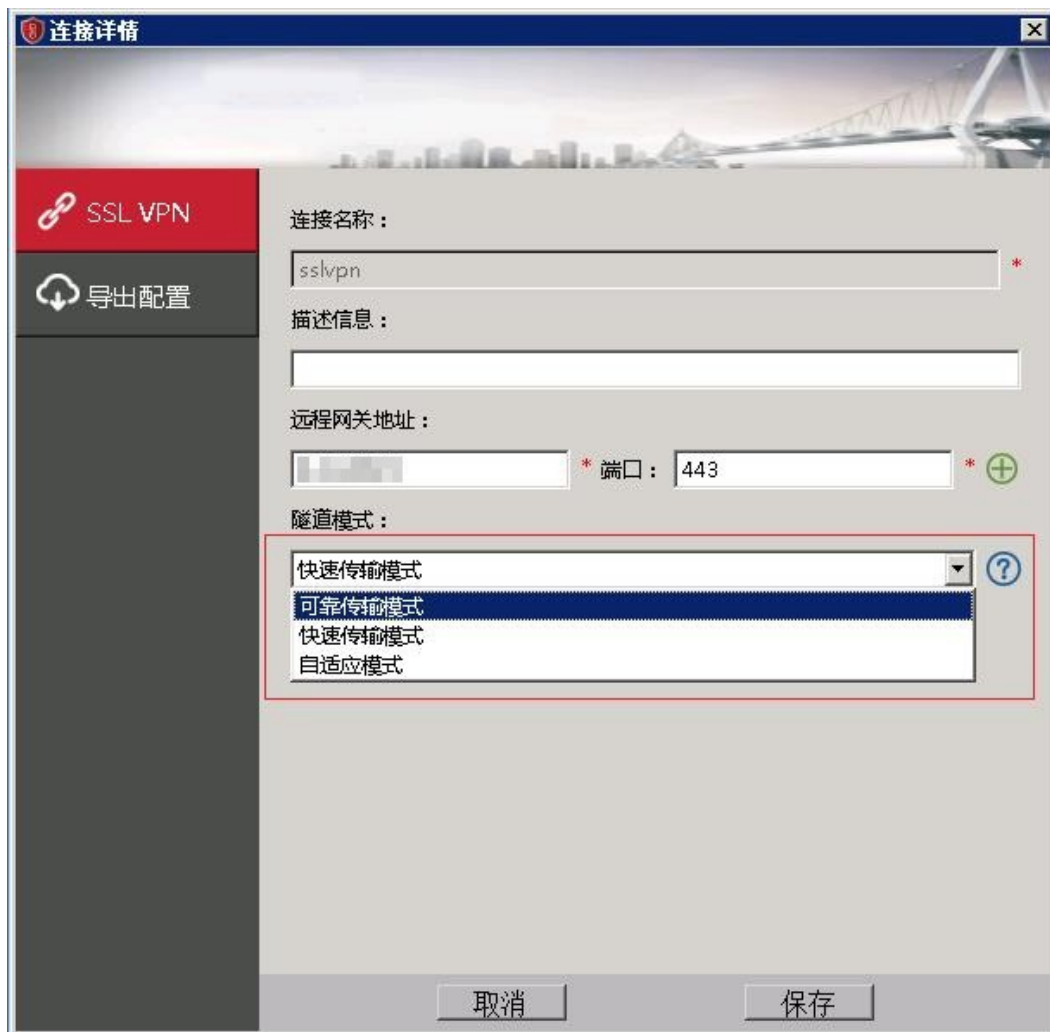 连接详情
SSL VPN
导出配置
连接名称：
sslvpn *
描述信息：
远程网关地址：
* 端口： 443 *
隧道模式：
快速传输模式
可靠传输模式
快速传输模式
自适应模式
取消 保存